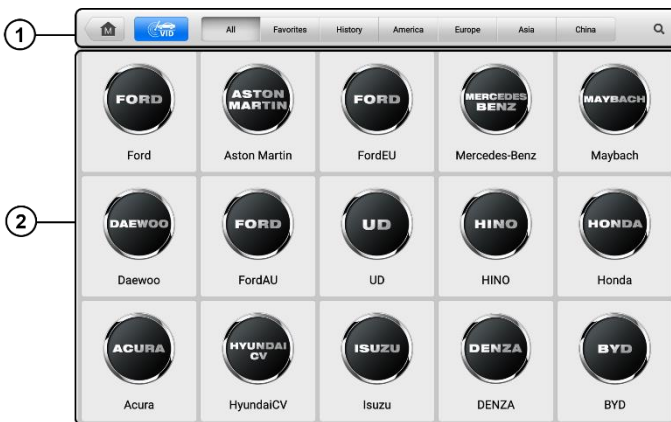 1
M
VID
All
Favorites
History
America
Europe
Asia
China
2
FORD
ASTON
MARTIN
FORD
MERCEDES
BENZ
MAYBACH
Ford
Aston Martin
FordEU
Mercedes-Benz
Maybach
DAEWOO
FORD
UD
HINO
HONDA
Daewoo
FordAU
UD
HINO
Honda
ACURA
HYUNDAI
CV
ISUZU
DENZA
BYD
Acura
HyundaiCV
Isuzu
DENZA
BYD